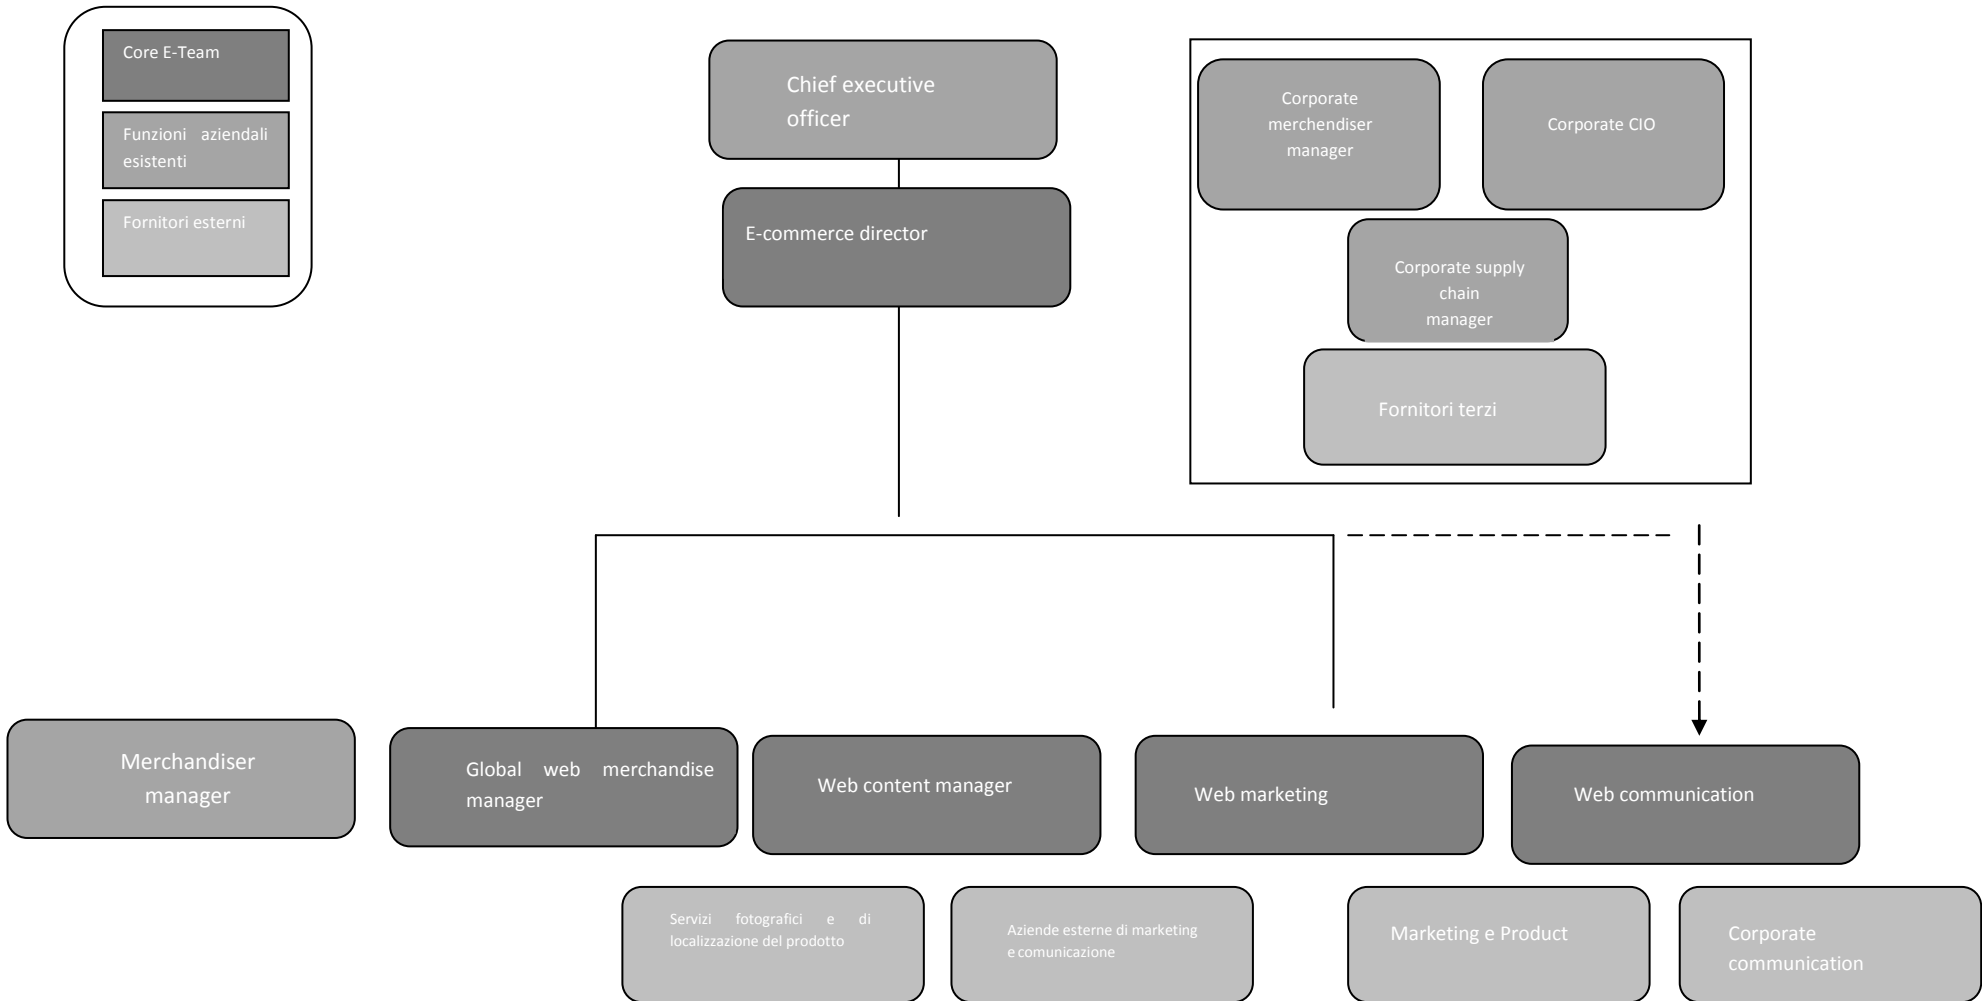 Core E-Team
Funzioni aziendali
esistenti
Fornitori esterni
Chief executive
officer
E-commerce director
Corporate
merchendiser
manager
Corporate CIO
Corporate supply
chain
manager
Fornitori terzi
Merchandiser
manager
Global web merchandise
manager
Web content manager
Web marketing
Web communication
Servizi fotografici e di
localizzazione del prodotto
Aziende esterne di marketing
e comunicazione
Marketing e Product
Corporate
communication